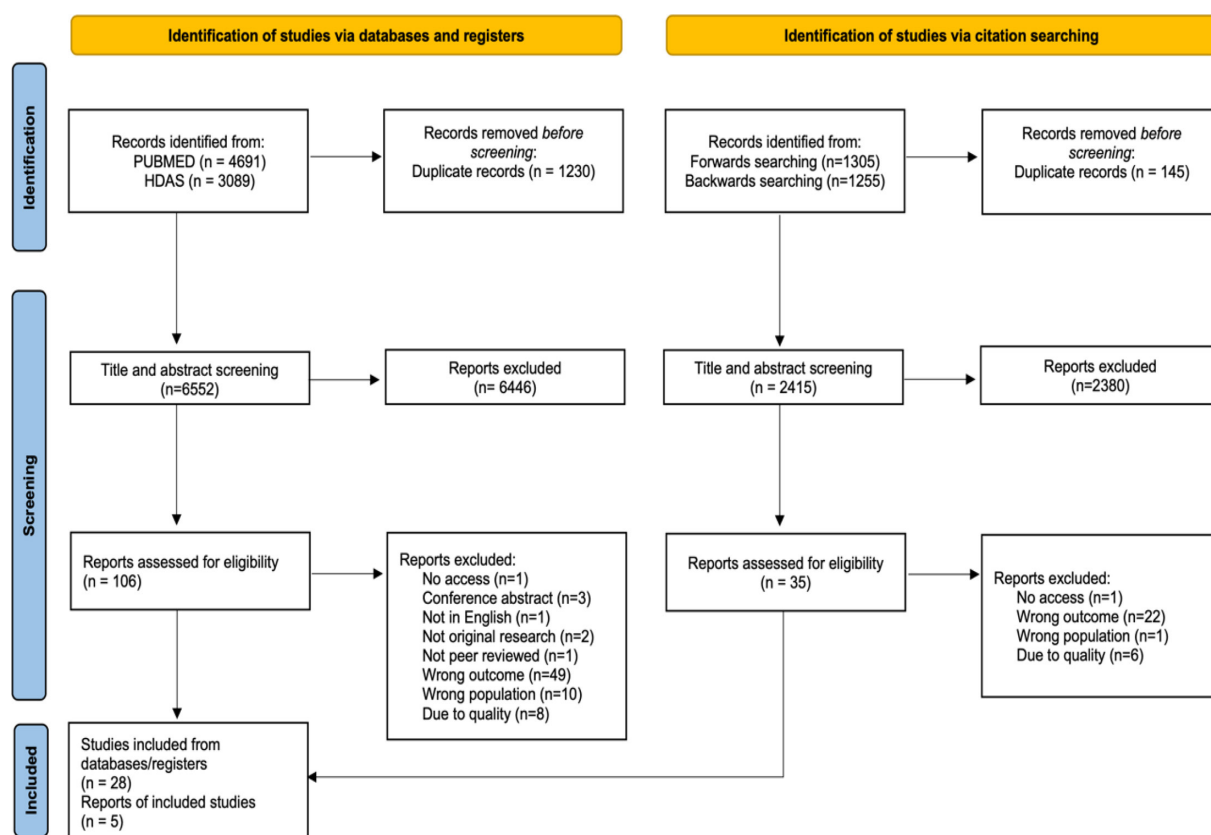 Identification of studies via databases and registers
Identification of studies via citation searching
Identification
Records identified from:
PUBMED (n = 4691)
HDAS (n = 3089)
Records removed before
screening:
Duplicate records (n = 1230)
Records identified from:
Forwards searching (n=1305)
Backwards searching (n=1255)
Records removed before
screening:
Duplicate records (n = 145)
Screening
Title and abstract screening
(n=6552)
Reports excluded
(n= 6446)
Title and abstract screening
(n = 2415)
Reports excluded
(n=2380)
Reports assessed for eligibility
(n = 106)
Reports excluded:
No access (n=1)
Conference abstract (n=3)
Not in English (n=1)
Not original research (n=2)
Not peer reviewed (n=1)
Wrong outcome (n=49)
Wrong population (n=10)
Due to quality (n=8)
Reports assessed for eligibility
(n = 35)
Reports excluded:
No access (n=1)
Wrong outcome (n=22)
Wrong population (n=1)
Due to quality (n=6)
Included
Studies included from
databases/registers
(n = 28)
Reports of included studies
(n = 5)